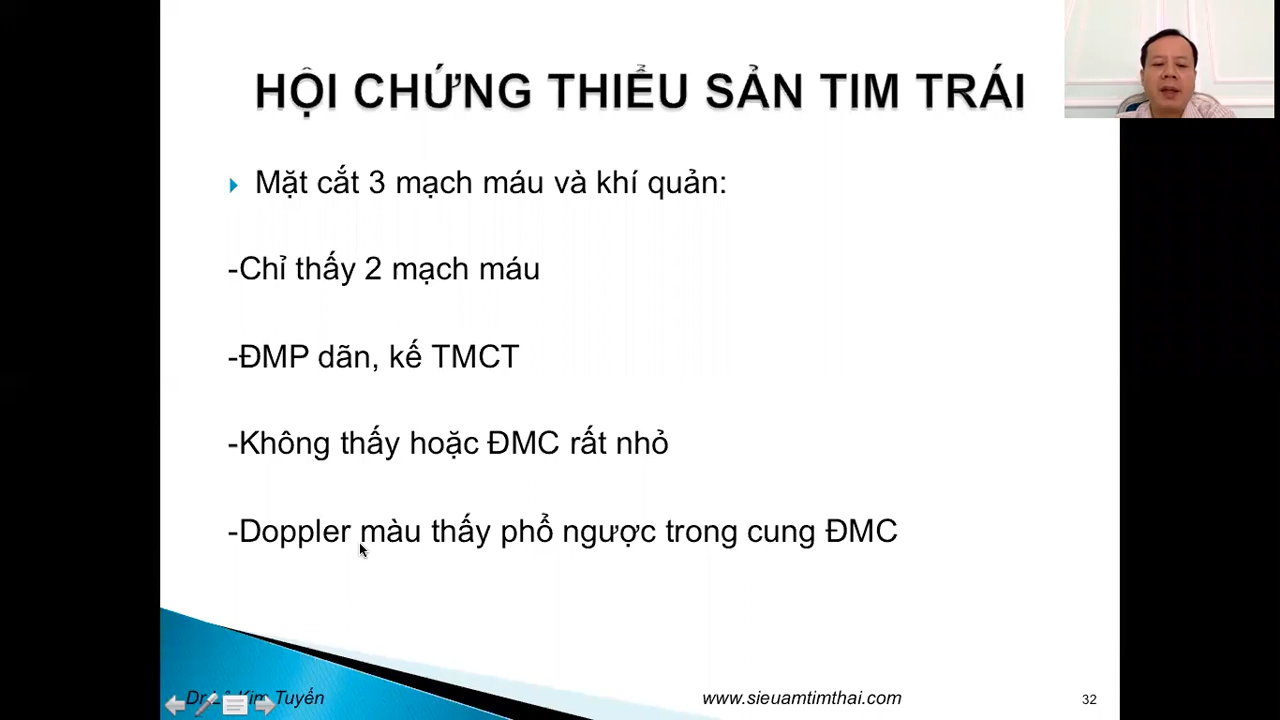 HỘI CHỨNG THIỂU SẢN TIM TRÁI
Mặt cắt 3 mạch máu và khí quản:
-Chỉ thấy 2 mạch máu
-ĐMP dãn, kế TMCT
-Không thấy hoặc ĐMC rất nhỏ
-Doppler màu thấy phổ ngược trong cung ĐMC
Dr Lê Kim Tuyến
www.sieuamtimthai.com
32